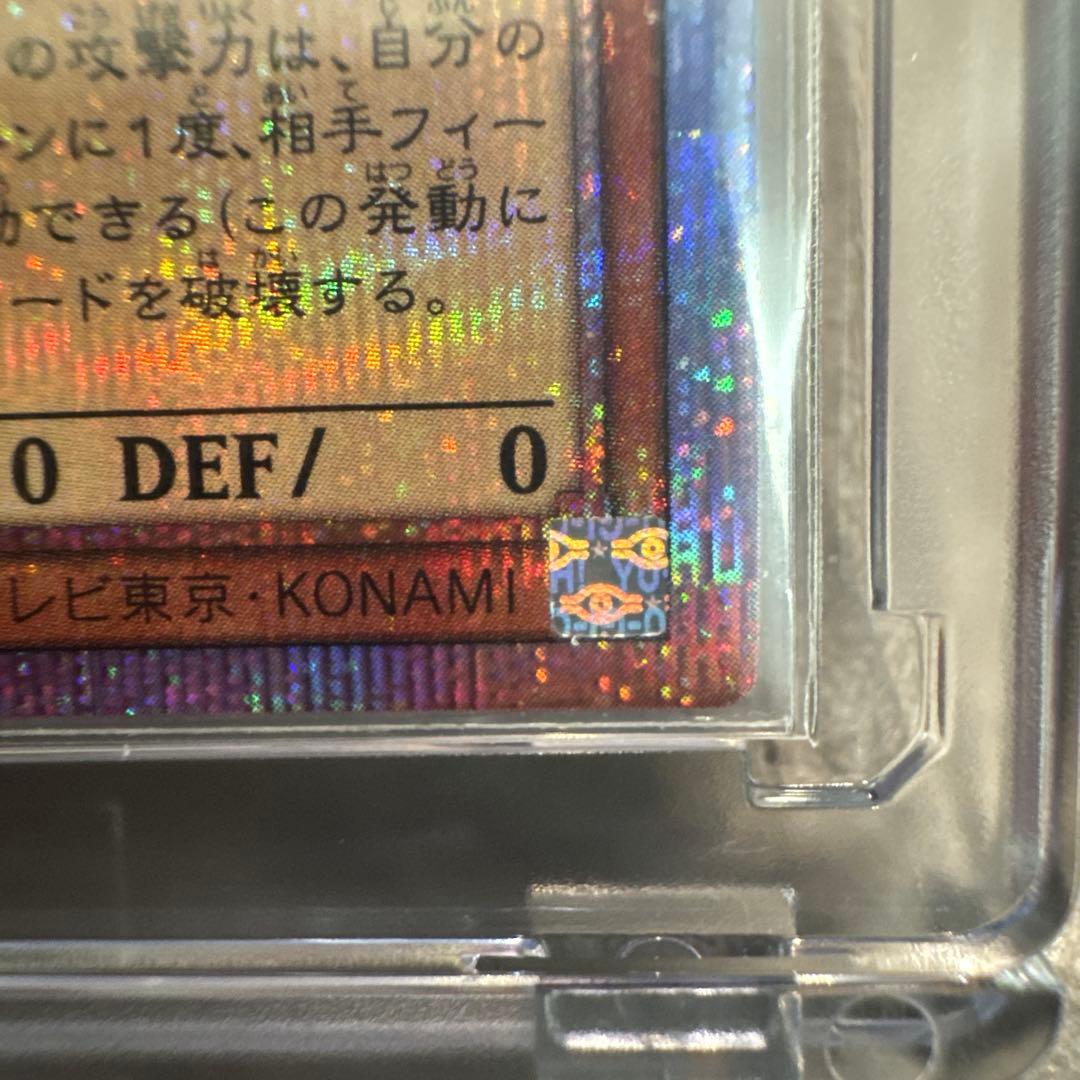 の攻撃力は、自分の
ンに1度、相手フィー
できる(この発動に
ードを破壊する。
0 DEF/ 0
レビ東京・KONAMI